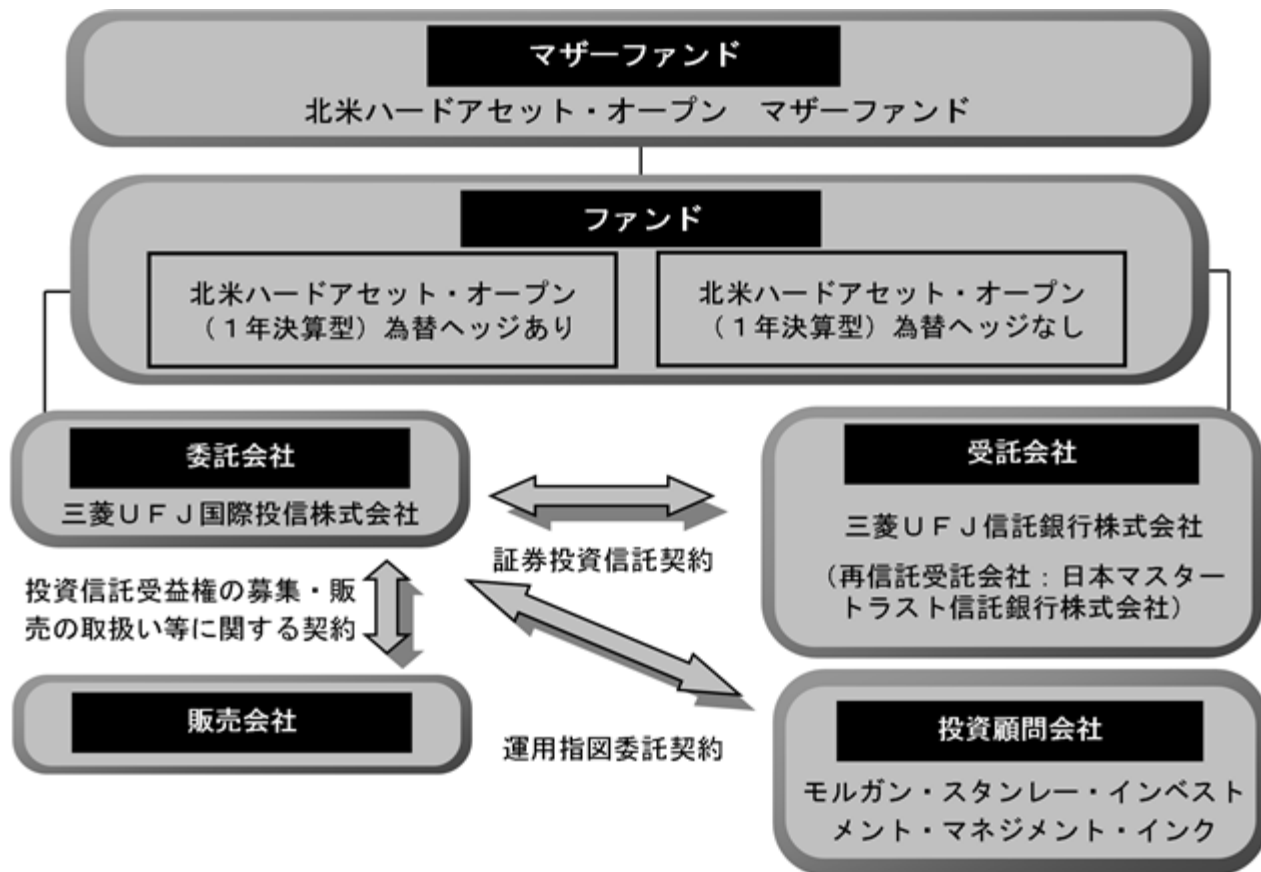 マザーファンド
北米ハードアセット・オープン　マザーファンド
ファンド
北米ハードアセット・オープン
（１年決算型）為替ヘッジあり
北米ハードアセット・オープン
（１年決算型）為替ヘッジなし
委託会社
三菱ＵＦＪ国際投信株式会社
受託会社
三菱ＵＦＪ信託銀行株式会社
（再信託受託会社：日本マスター
トラスト信託銀行株式会社）
証券投資信託契約
投資信託受益権の募集・販
売の取扱い等に関する契約
販売会社
運用指図委託契約
投資顧問会社
モルガン・スタンレー・インベスト
メント・マネジメント・インク